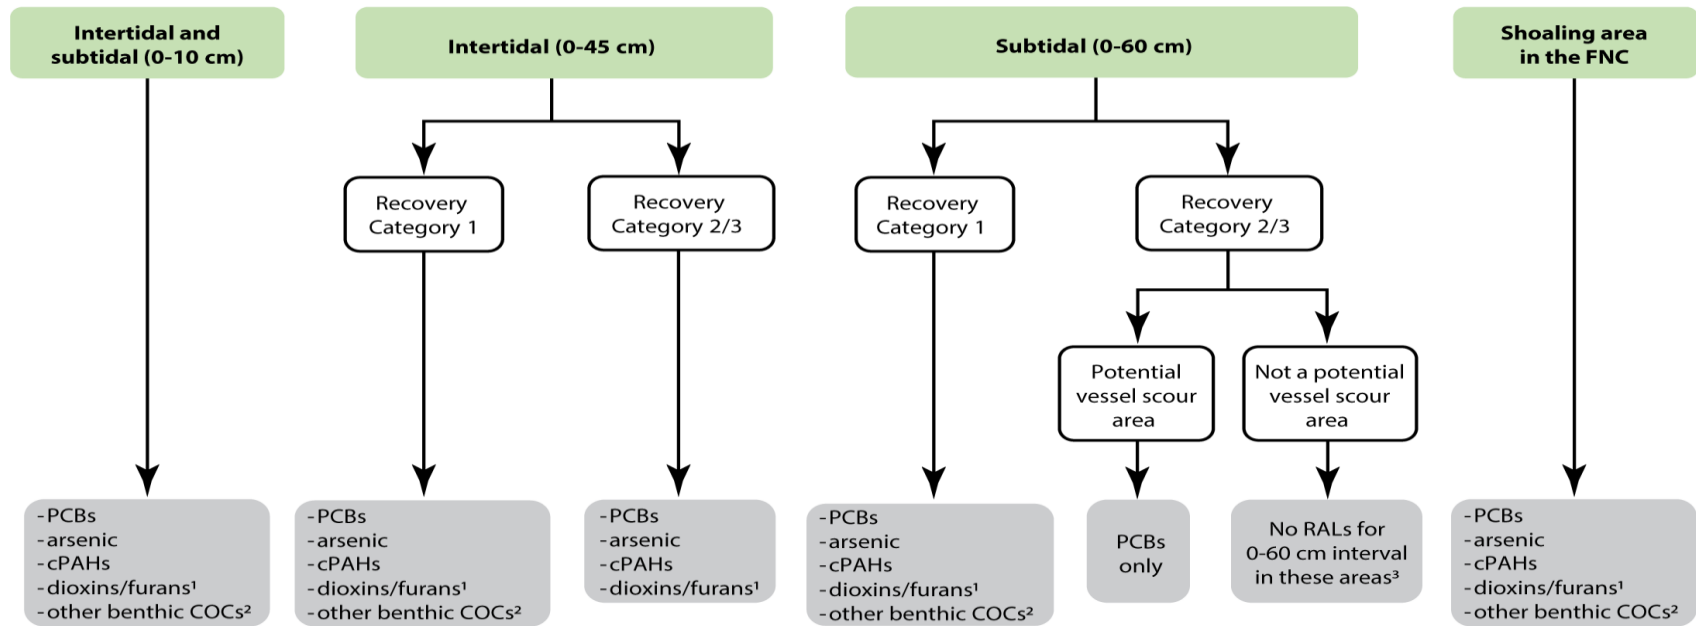 Intertidal and
subtidal (0-10 cm)
Intertidal (0-45 cm)
Subtidal (0-60 cm)
Shoaling area
in the FNC
Recovery
Category 1
Recovery
Category 2/3
Recovery
Category 1
Recovery
Category 2/3
Potential
vessel scour
area
Not a potential
vessel scour
area
-PCBs
-arsenic
-cPAHs
-dioxins/furans¹
-other benthic COCs²
-PCBs
-arsenic
-cPAHs
-dioxins/furans¹
-other benthic COCs²
-PCBs
-arsenic
-cPAHs
-dioxins/furans¹
-PCBs
-arsenic
-cPAHs
-dioxins/furans¹
-other benthic COCs²
PCBs
only
No RALs for
0-60 cm interval
in these areas³
-PCBs
-arsenic
-cPAHs
-dioxins/furans¹
-other benthic COCs²